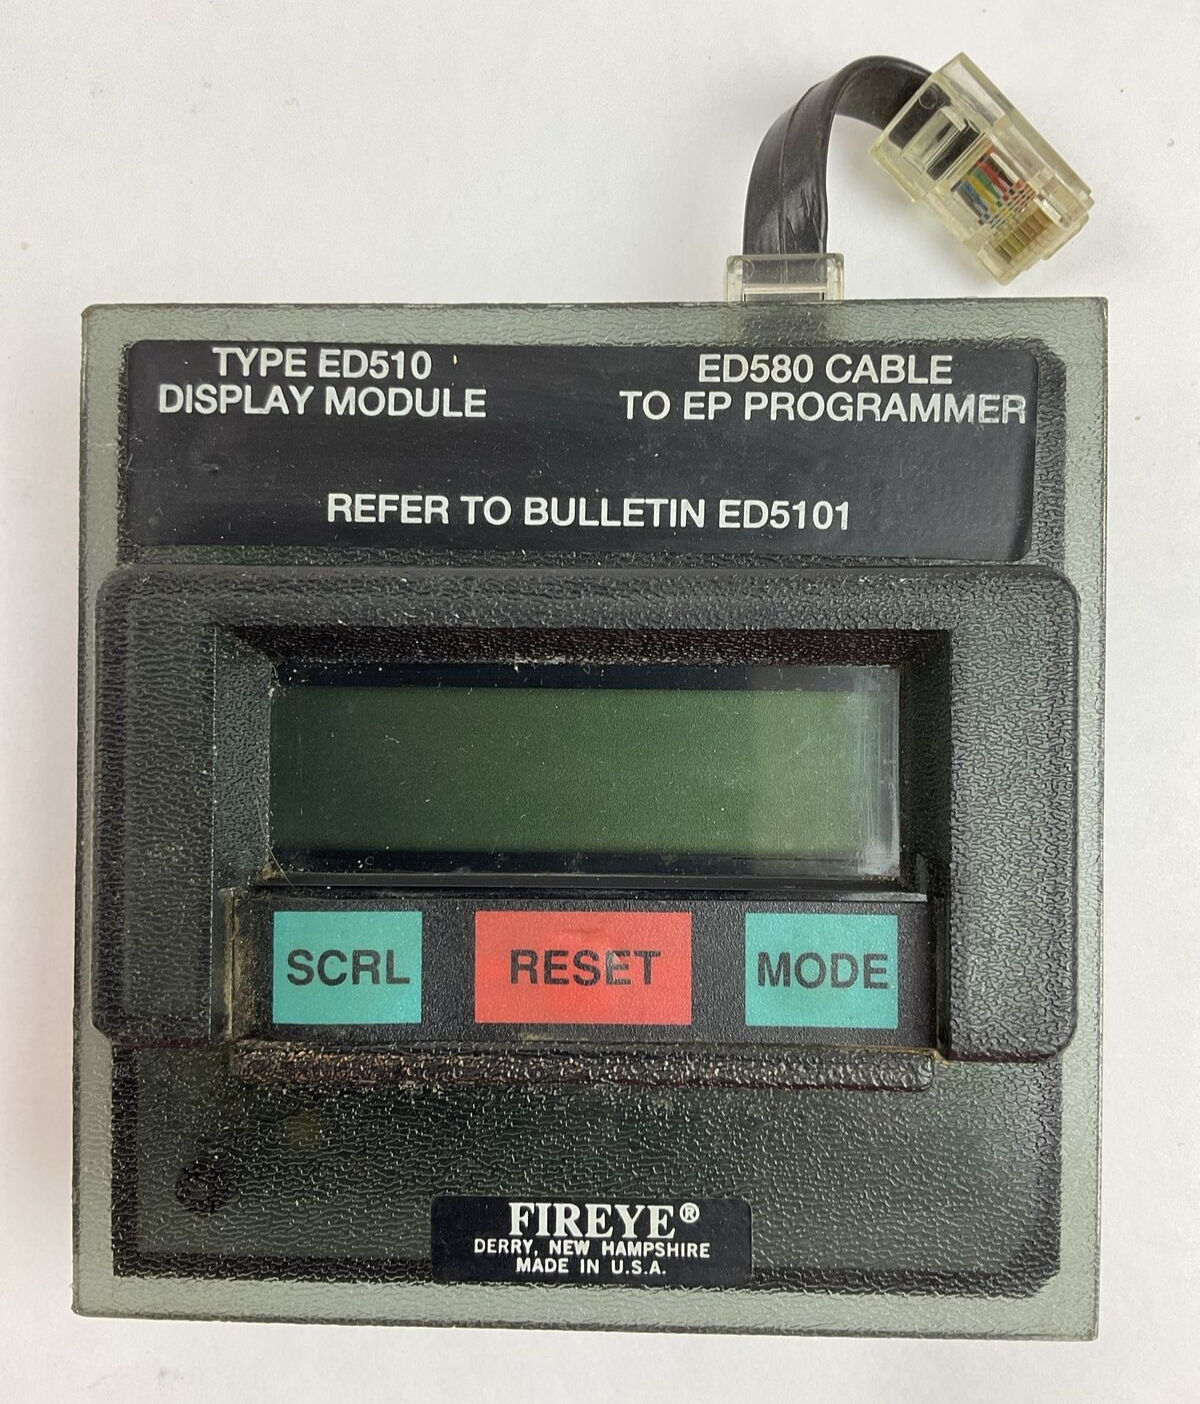 TYPE ED510
DISPLAY MODULE
ED580 CABLE
TO EP PROGRAMMER
REFER TO BULLETIN ED5101
SCRL
RESET
MODE
FIREYE®
DERRY, NEW HAMPSHIRE
MADE IN U.S.A.